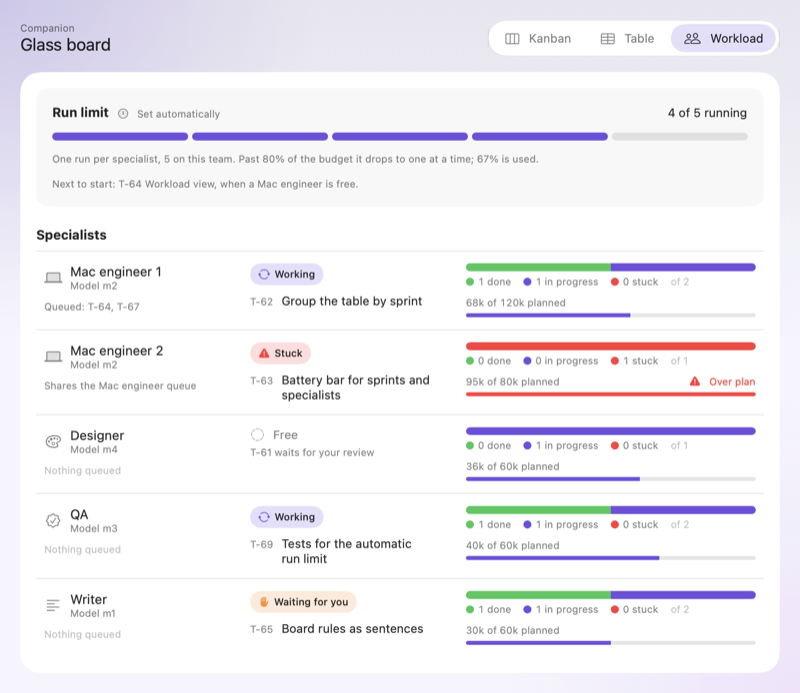 Companion
Glass board
Kanban
Table
Workload
Run limit
Set automatically
4 of 5 running
One run per specialist, 5 on this team. Past 80% of the budget it drops to one at a time; 67% is used.
Next to start: T-64 Workload view, when a Mac engineer is free.
Specialists
Mac engineer 1
Model m2
Queued: T-64, T-67
Working
T-62 Group the table by sprint
1 done 1 in progress 0 stuck of 2
68k of 120k planned
Mac engineer 2
Model m2
Shares the Mac engineer queue
Stuck
T-63 Battery bar for sprints and
specialists
0 done 0 in progress 1 stuck of 1
95k of 80k planned
Over plan
Designer
Model m4
Nothing queued
Free
T-61 waits for your review
0 done 1 in progress 0 stuck of 1
36k of 60k planned
QA
Model m3
Nothing queued
Working
T-69 Tests for the automatic
run limit
1 done 1 in progress 0 stuck of 2
40k of 60k planned
Writer
Model m1
Nothing queued
Waiting for you
T-65 Board rules as sentences
1 done 1 in progress 0 stuck of 2
30k of 60k planned